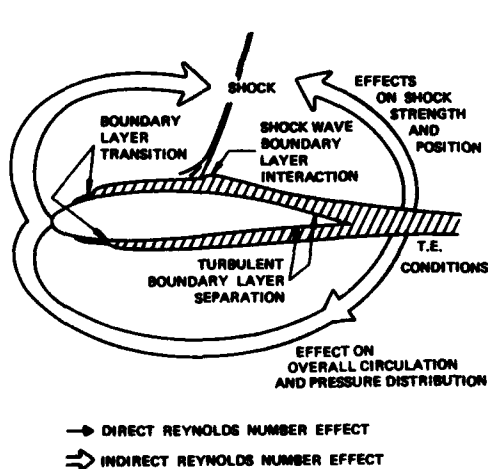 SHOCK
EFFECTS
ON SHOCK
STRENGTH
AND
POSITION
BOUNDARY
LAYER
TRANSITION
SHOCK WAVE
BOUNDARY
LAYER
INTERACTION
T.E.
CONDITIONS
TURBULENT
BOUNDARY LAYER
SEPARATION
EFFECT ON
OVERALL CIRCULATION
AND PRESSURE DISTRIBUTION
DIRECT REYNOLDS NUMBER EFFECT
INDIRECT REYNOLDS NUMBER EFFECT